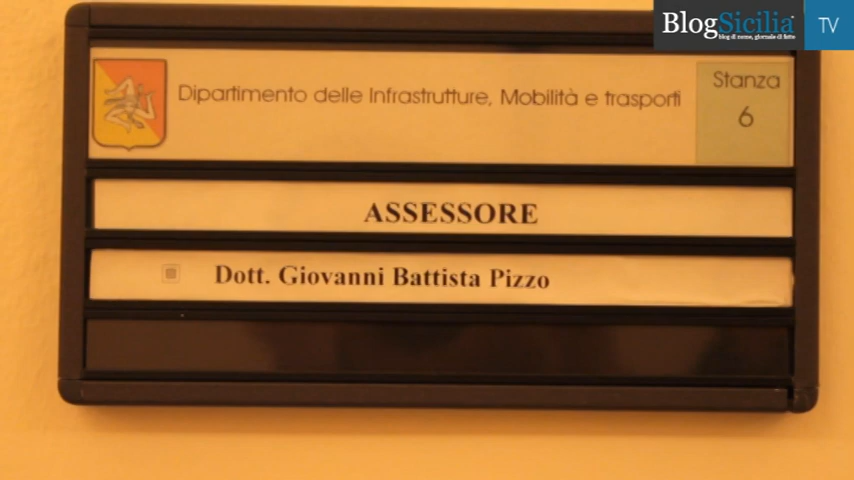 BlogSicilia TV
blog di nome, giornale di fatto
Dipartimento delle Infrastrutture, Mobilità e trasporti
Stanza
6
ASSESSORE
Dott. Giovanni Battista Pizzo